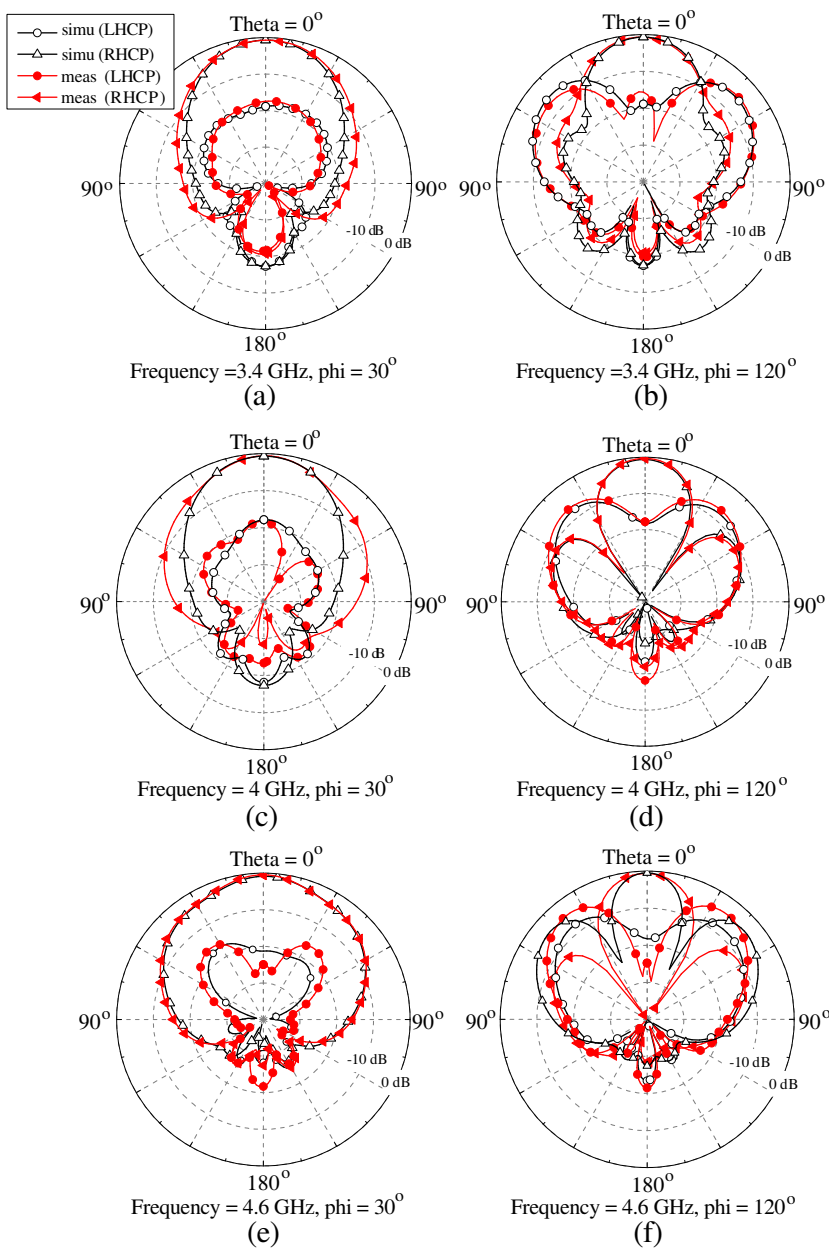 simu (LHCP)
simu (RHCP)
meas (LHCP)
meas (RHCP)
Theta = 0°
90°
90°
-10 dB
0 dB
180°
Frequency =3.4 GHz, phi = 30°
(a)
Theta = 0°
90°
90°
-10 dB
0 dB
180°
Frequency =3.4 GHz, phi = 120°
(b)
Theta = 0°
90°
90°
-10 dB
0 dB
180°
Frequency = 4 GHz, phi = 30°
(c)
Theta = 0°
90°
90°
-10 dB
0 dB
180°
Frequency = 4 GHz, phi = 120°
(d)
Theta = 0°
90°
90°
-10 dB
0 dB
180°
Frequency = 4.6 GHz, phi = 30°
(e)
Theta = 0°
90°
90°
-10 dB
0 dB
180°
Frequency = 4.6 GHz, phi = 120°
(f)